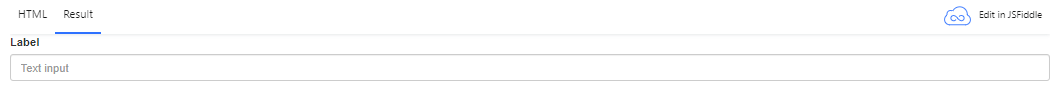 HTML Result Edit in JSFiddle
Label
Text input